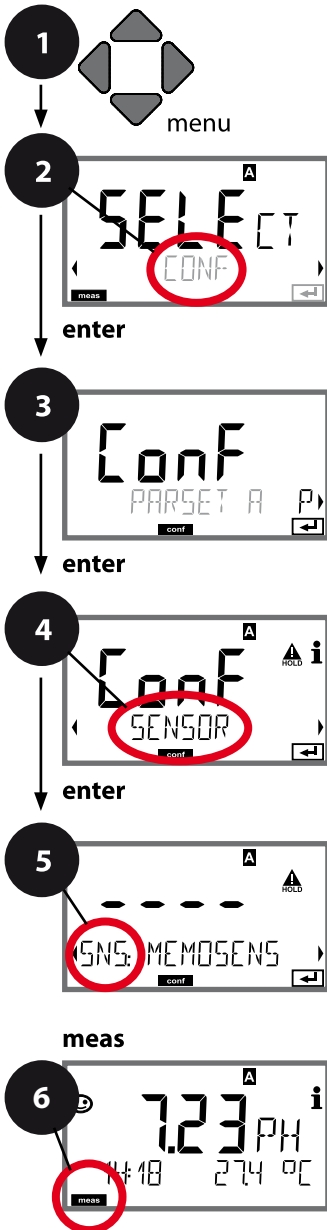 1
menu
2
A
SELECT
CONF
meas
enter
3
ConF
PARSET A P
conf
enter
4
A
ConF
HOLD i
SENSOR
conf
enter
5
A
HOLD
- - - -
SNS: MEMOSENS
conf
meas
6
A
i
7.23 PH
14:18 27.4 °C
meas